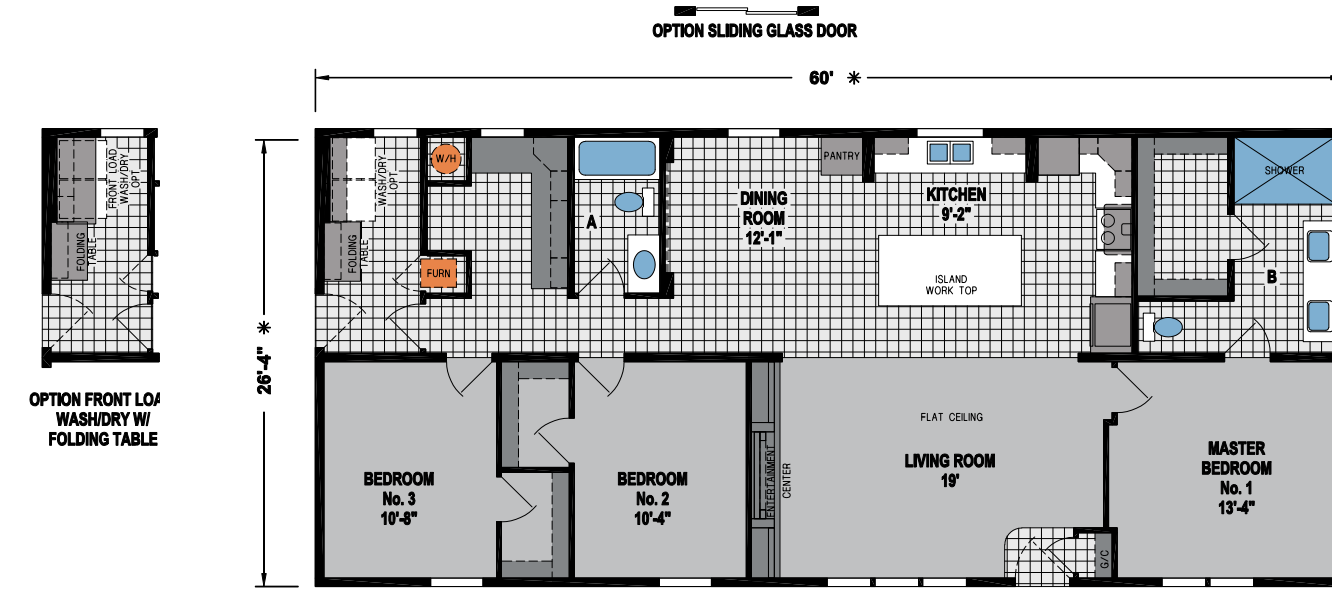 OPTION SLIDING GLASS DOOR
60' ✳
26'-4" ✳
FRONT LOAD
WASH/DRY
OPT
FOLDING
TABLE
OPTION FRONT LOA
WASH/DRY W/
FOLDING TABLE
WASH/DRY
OPT
FOLDING
TABLE
W/H
FURN
A
DINING
ROOM
12'-1"
PANTRY
KITCHEN
9'-2"
ISLAND
WORK TOP
SHOWER
B
BEDROOM
No. 3
10'-8"
BEDROOM
No. 2
10'-4"
ENTERTAINMENT
CENTER
FLAT CEILING
LIVING ROOM
19'
G/C
MASTER
BEDROOM
No. 1
13'-4"